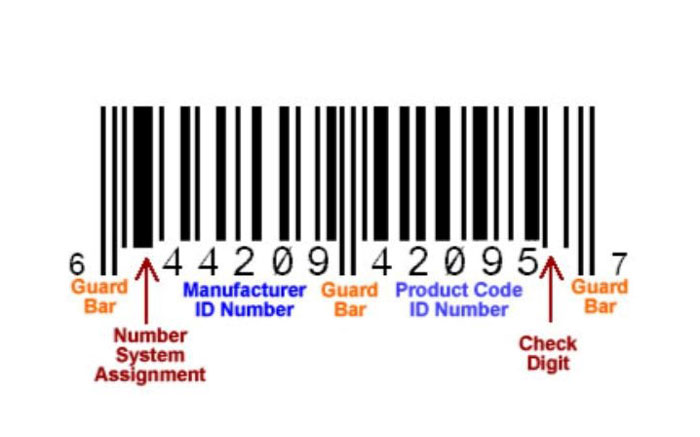 6 44209 42095 7
Guard Bar
Manufacturer ID Number
Guard Bar
Product Code ID Number
Guard Bar
Number System Assignment
Check Digit